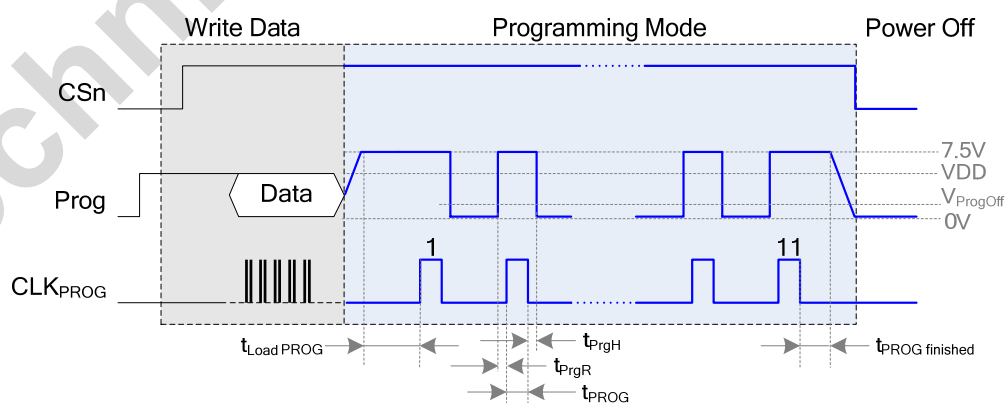 Write Data Programming Mode Power Off
CSn
7.5V
VDD
Prog Data
VProgOff
0V
1 11
CLKPROG
tLoad PROG tPrgH tPROG finished
tPrgR
tPROG